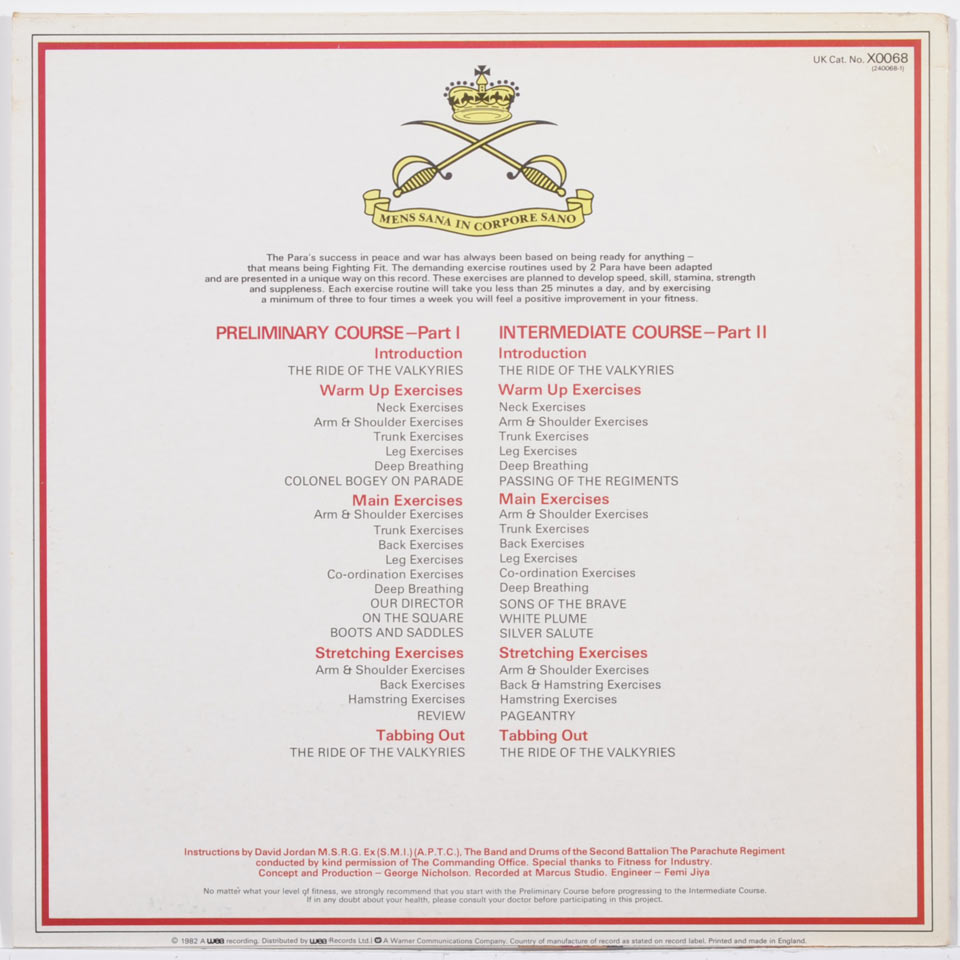 UK Cat. No. X0068
(240068-1)
MENS SANA IN CORPORE SANO
The Para's success in peace and war has always been based on being ready for anything –
that means being Fighting Fit. The demanding exercise routines used by 2 Para have been adapted
and are presented in a unique way on this record. These exercises are planned to develop speed, skill, stamina, strength
and suppleness. Each exercise routine will take you less than 25 minutes a day, and by exercising
a minimum of three to four times a week you will feel a positive improvement in your fitness.
PRELIMINARY COURSE–Part I
Introduction
THE RIDE OF THE VALKYRIES
Warm Up Exercises
Neck Exercises
Arm & Shoulder Exercises
Trunk Exercises
Leg Exercises
Deep Breathing
COLONEL BOGEY ON PARADE
Main Exercises
Arm & Shoulder Exercises
Trunk Exercises
Back Exercises
Leg Exercises
Co-ordination Exercises
Deep Breathing
OUR DIRECTOR
ON THE SQUARE
BOOTS AND SADDLES
Stretching Exercises
Arm & Shoulder Exercises
Back Exercises
Hamstring Exercises
REVIEW
Tabbing Out
THE RIDE OF THE VALKYRIES
INTERMEDIATE COURSE–Part II
Introduction
THE RIDE OF THE VALKYRIES
Warm Up Exercises
Neck Exercises
Arm & Shoulder Exercises
Trunk Exercises
Leg Exercises
Deep Breathing
PASSING OF THE REGIMENTS
Main Exercises
Arm & Shoulder Exercises
Trunk Exercises
Back Exercises
Leg Exercises
Co-ordination Exercises
Deep Breathing
SONS OF THE BRAVE
WHITE PLUME
SILVER SALUTE
Stretching Exercises
Arm & Shoulder Exercises
Back & Hamstring Exercises
Hamstring Exercises
PAGEANTRY
Tabbing Out
THE RIDE OF THE VALKYRIES
Instructions by David Jordan M.S.R.G. Ex (S.M.I.) (A.P.T.C.), The Band and Drums of the Second Battalion The Parachute Regiment
conducted by kind permission of The Commanding Office. Special thanks to Fitness for Industry.
Concept and Production – George Nicholson. Recorded at Marcus Studio. Engineer – Femi Jiya
No matter what your level of fitness, we strongly recommend that you start with the Preliminary Course before progressing to the Intermediate Course.
If in any doubt about your health, please consult your doctor before participating in this project.
© 1982 A wea recording. Distributed by wea Records Ltd. A Warner Communications Company. Country of manufacture of record as stated on record label. Printed and made in England.